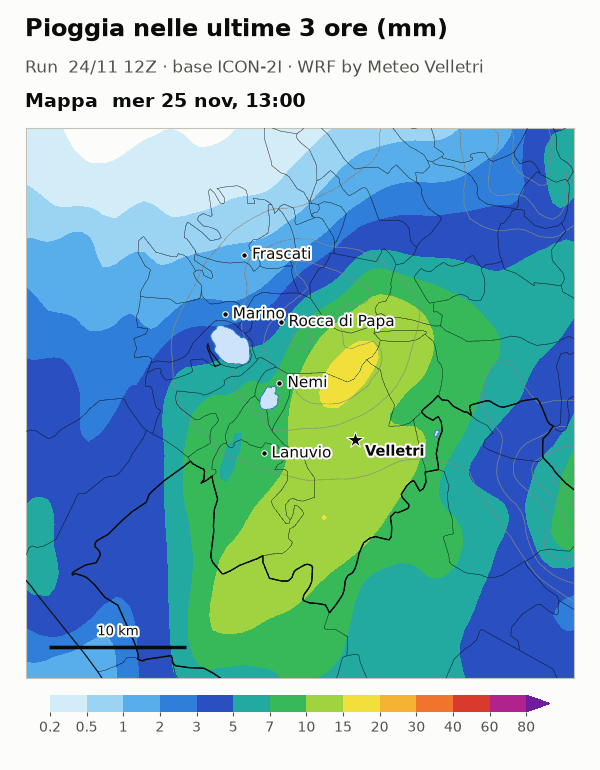 Pioggia nelle ultime 3 ore (mm)
Run  24/11 12Z · base ICON-2I · WRF by Meteo Velletri
Mappa  mer 25 nov, 13:00
Frascati
Marino
Rocca di Papa
Nemi
Velletri
Lanuvio
10 km
0.2 0.5 1 2 3 5 7 10 15 20 30 40 60 80